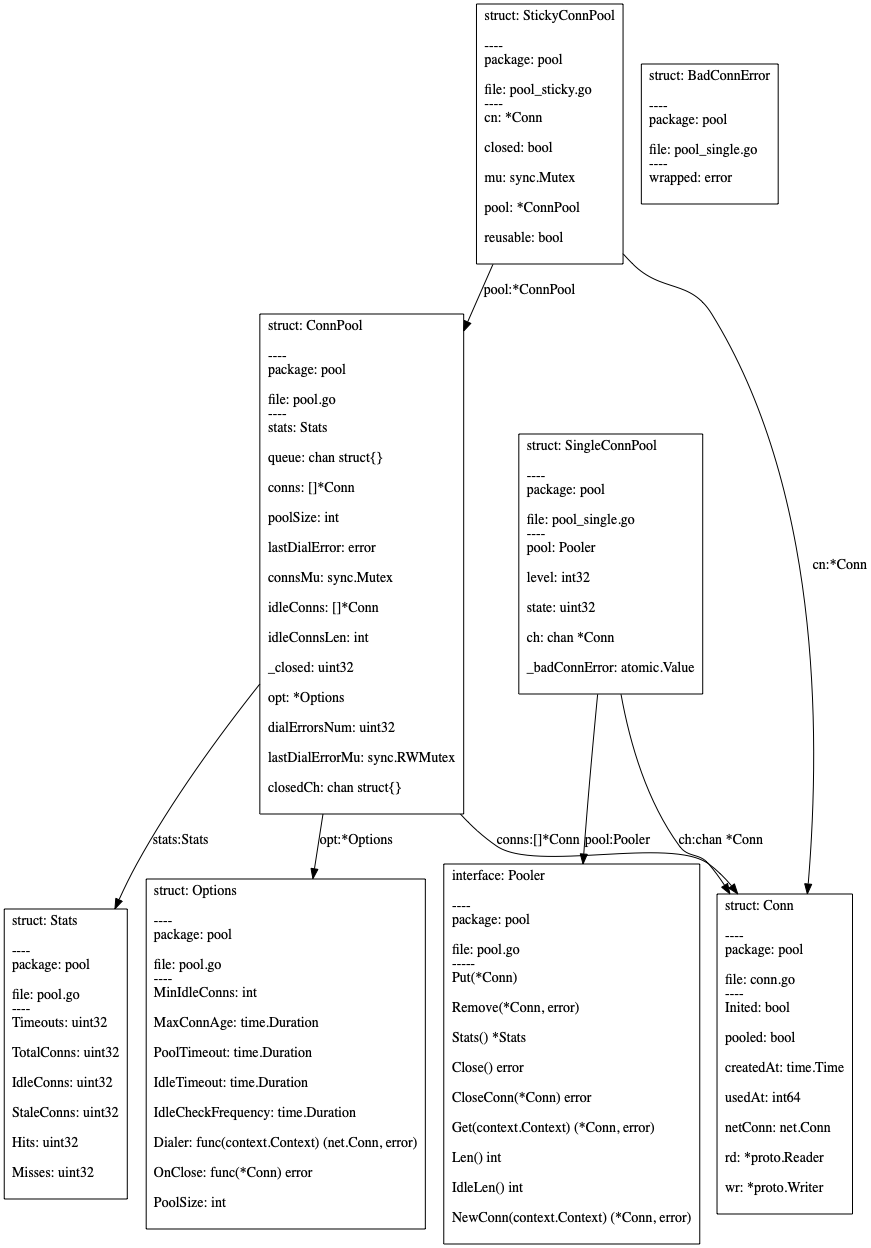 struct: StickyConnPool
----
package: pool
file: pool_sticky.go
----
cn: *Conn
closed: bool
mu: sync.Mutex
pool: *ConnPool
reusable: bool
struct: BadConnError
----
package: pool
file: pool_single.go
----
wrapped: error
pool:*ConnPool
struct: ConnPool
----
package: pool
file: pool.go
----
stats: Stats
queue: chan struct{}
conns: []*Conn
poolSize: int
lastDialError: error
connsMu: sync.Mutex
idleConns: []*Conn
idleConnsLen: int
_closed: uint32
opt: *Options
dialErrorsNum: uint32
lastDialErrorMu: sync.RWMutex
closedCh: chan struct{}
struct: SingleConnPool
----
package: pool
file: pool_single.go
----
pool: Pooler
level: int32
state: uint32
ch: chan *Conn
_badConnError: atomic.Value
cn:*Conn
stats:Stats
opt:*Options
conns:[]*Conn
pool:Pooler
ch:chan *Conn
struct: Stats
----
package: pool
file: pool.go
----
Timeouts: uint32
TotalConns: uint32
IdleConns: uint32
StaleConns: uint32
Hits: uint32
Misses: uint32
struct: Options
----
package: pool
file: pool.go
----
MinIdleConns: int
MaxConnAge: time.Duration
PoolTimeout: time.Duration
IdleTimeout: time.Duration
IdleCheckFrequency: time.Duration
Dialer: func(context.Context) (net.Conn, error)
OnClose: func(*Conn) error
PoolSize: int
interface: Pooler
----
package: pool
file: pool.go
-----
Put(*Conn)
Remove(*Conn, error)
Stats() *Stats
Close() error
CloseConn(*Conn) error
Get(context.Context) (*Conn, error)
Len() int
IdleLen() int
NewConn(context.Context) (*Conn, error)
struct: Conn
----
package: pool
file: conn.go
----
Inited: bool
pooled: bool
createdAt: time.Time
usedAt: int64
netConn: net.Conn
rd: *proto.Reader
wr: *proto.Writer